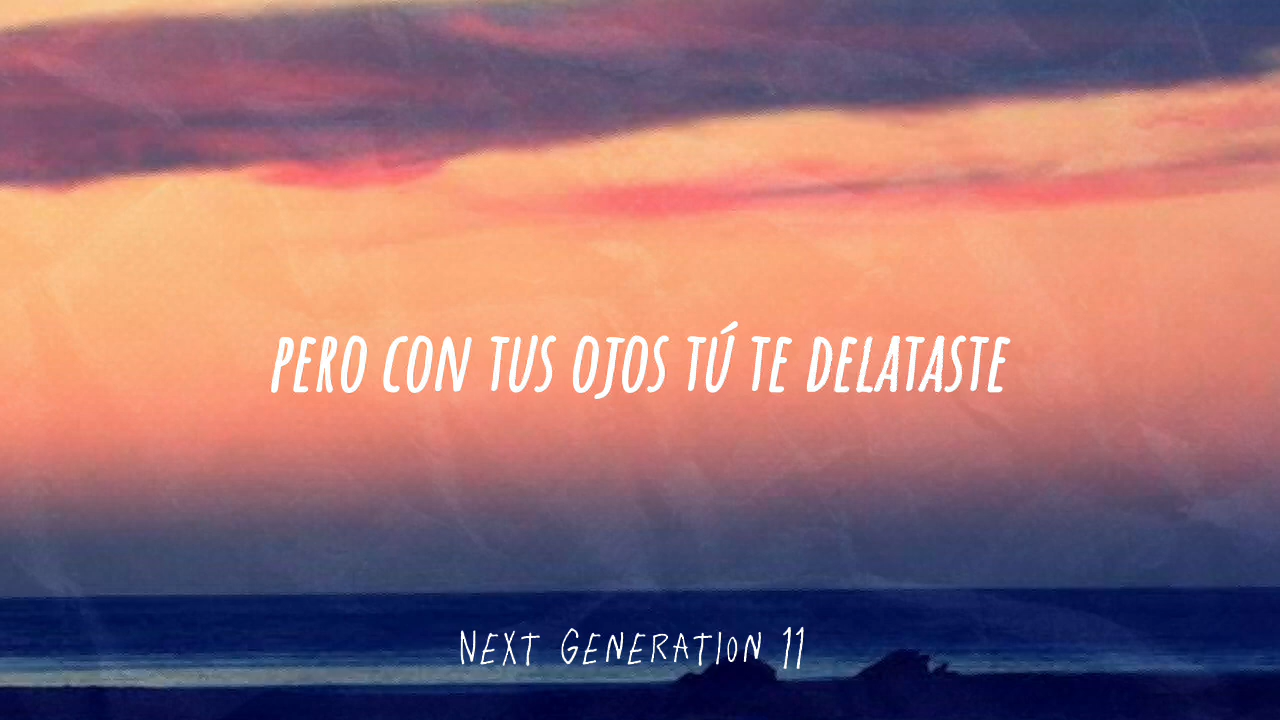 PERO CON TUS OJOS TÚ TE DELATASTE
NEXT GENERATION 11